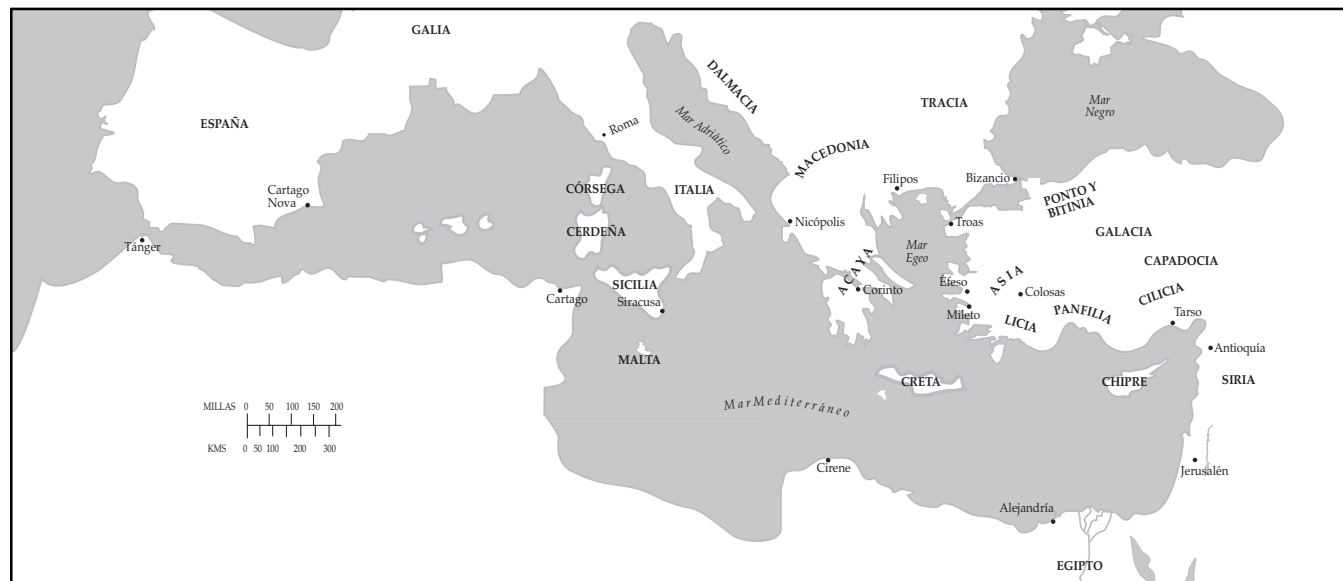 GALIA
DALMACIA
Mar
Negro
TRACIA
ESPAÑA
Roma
Mar Adriático
MACEDONIA
Cartago
Nova
CÓRSEGA
ITALIA
Filipos
Bizancio
PONTO Y
BITINIA
Nicópolis
Troas
Tánger
CERDEÑA
GALACIA
Mar
Egeo
CAPADOCIA
SICILIA
ACAYA
Éfeso
ASIA
Colosas
CILICIA
Cartago
Siracusa
Corinto
Mileto
LICIA
PANFILIA
Tarso
MALTA
Antioquía
CRETA
CHIPRE
SIRIA
MILLAS 0 50 100 150 200
KMS 0 50 100 200 300
MarMediterráneo
Cirene
Jerusalén
Alejandría
EGIPTO